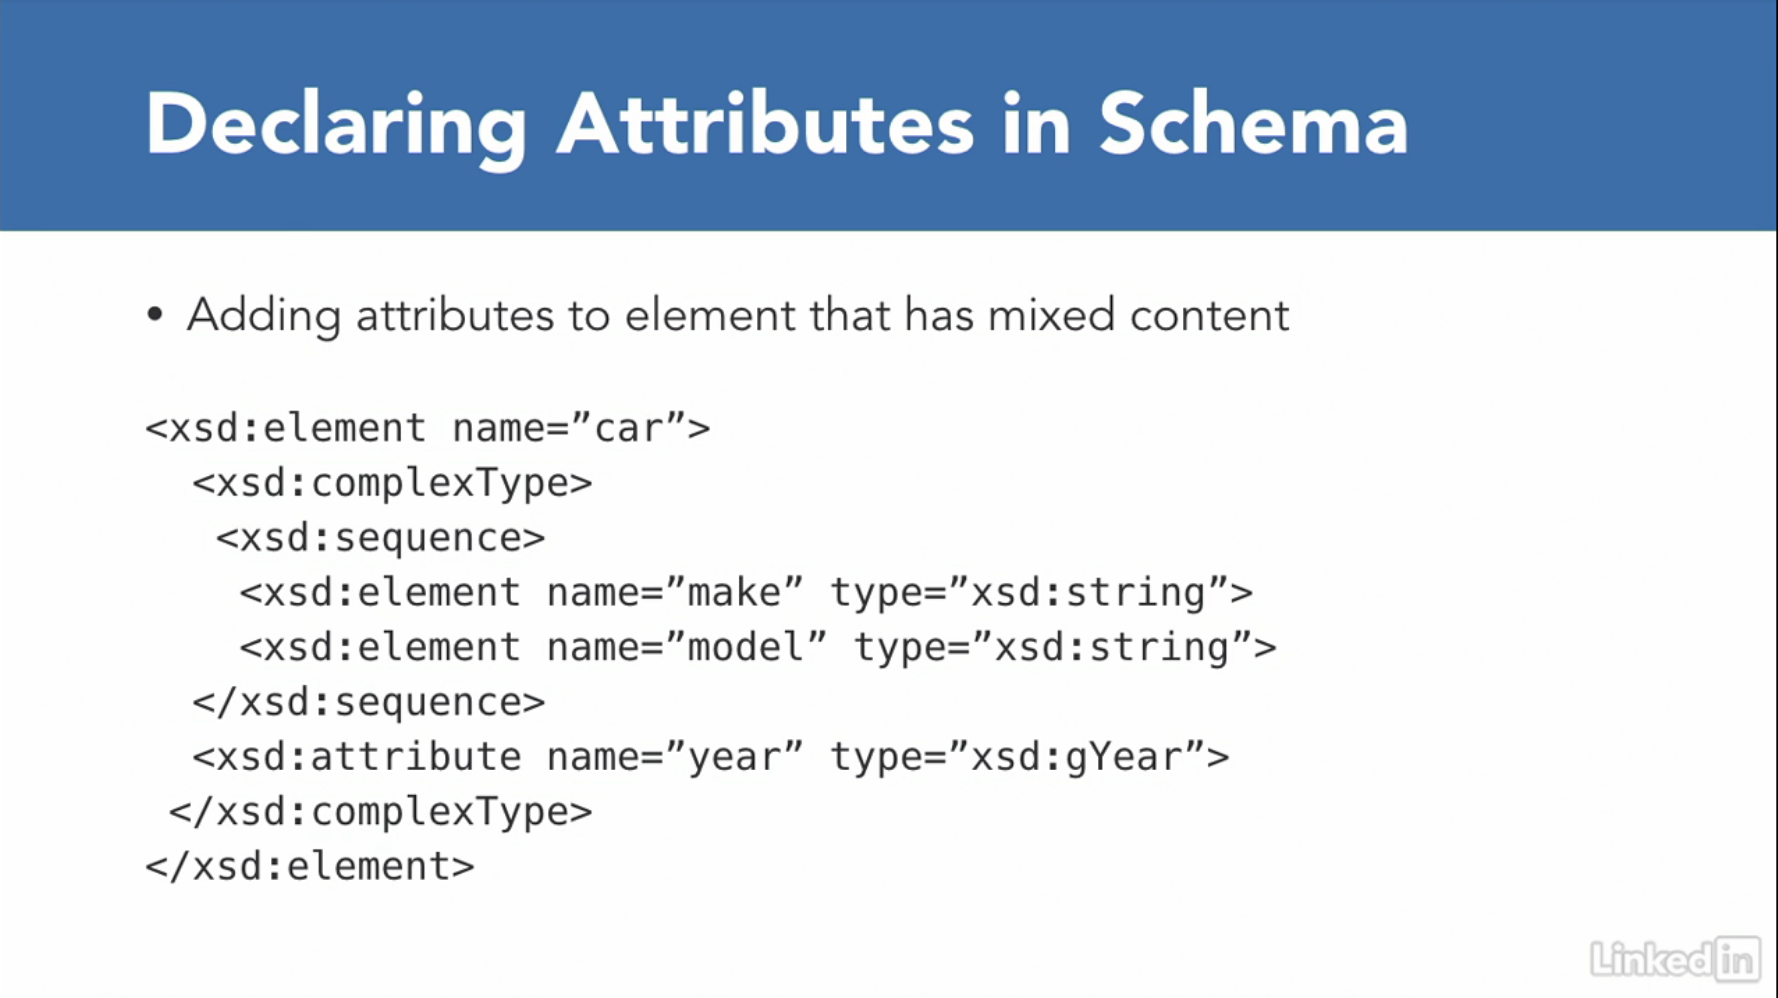 Declaring Attributes in Schema
• Adding attributes to element that has mixed content
<xsd:element name=”car”>
<xsd:complexType>
<xsd:sequence>
<xsd:element name=”make” type=”xsd:string”>
<xsd:element name=”model” type=”xsd:string”>
</xsd:sequence>
<xsd:attribute name=”year” type=”xsd:gYear”>
</xsd:complexType>
</xsd:element>
Linked in